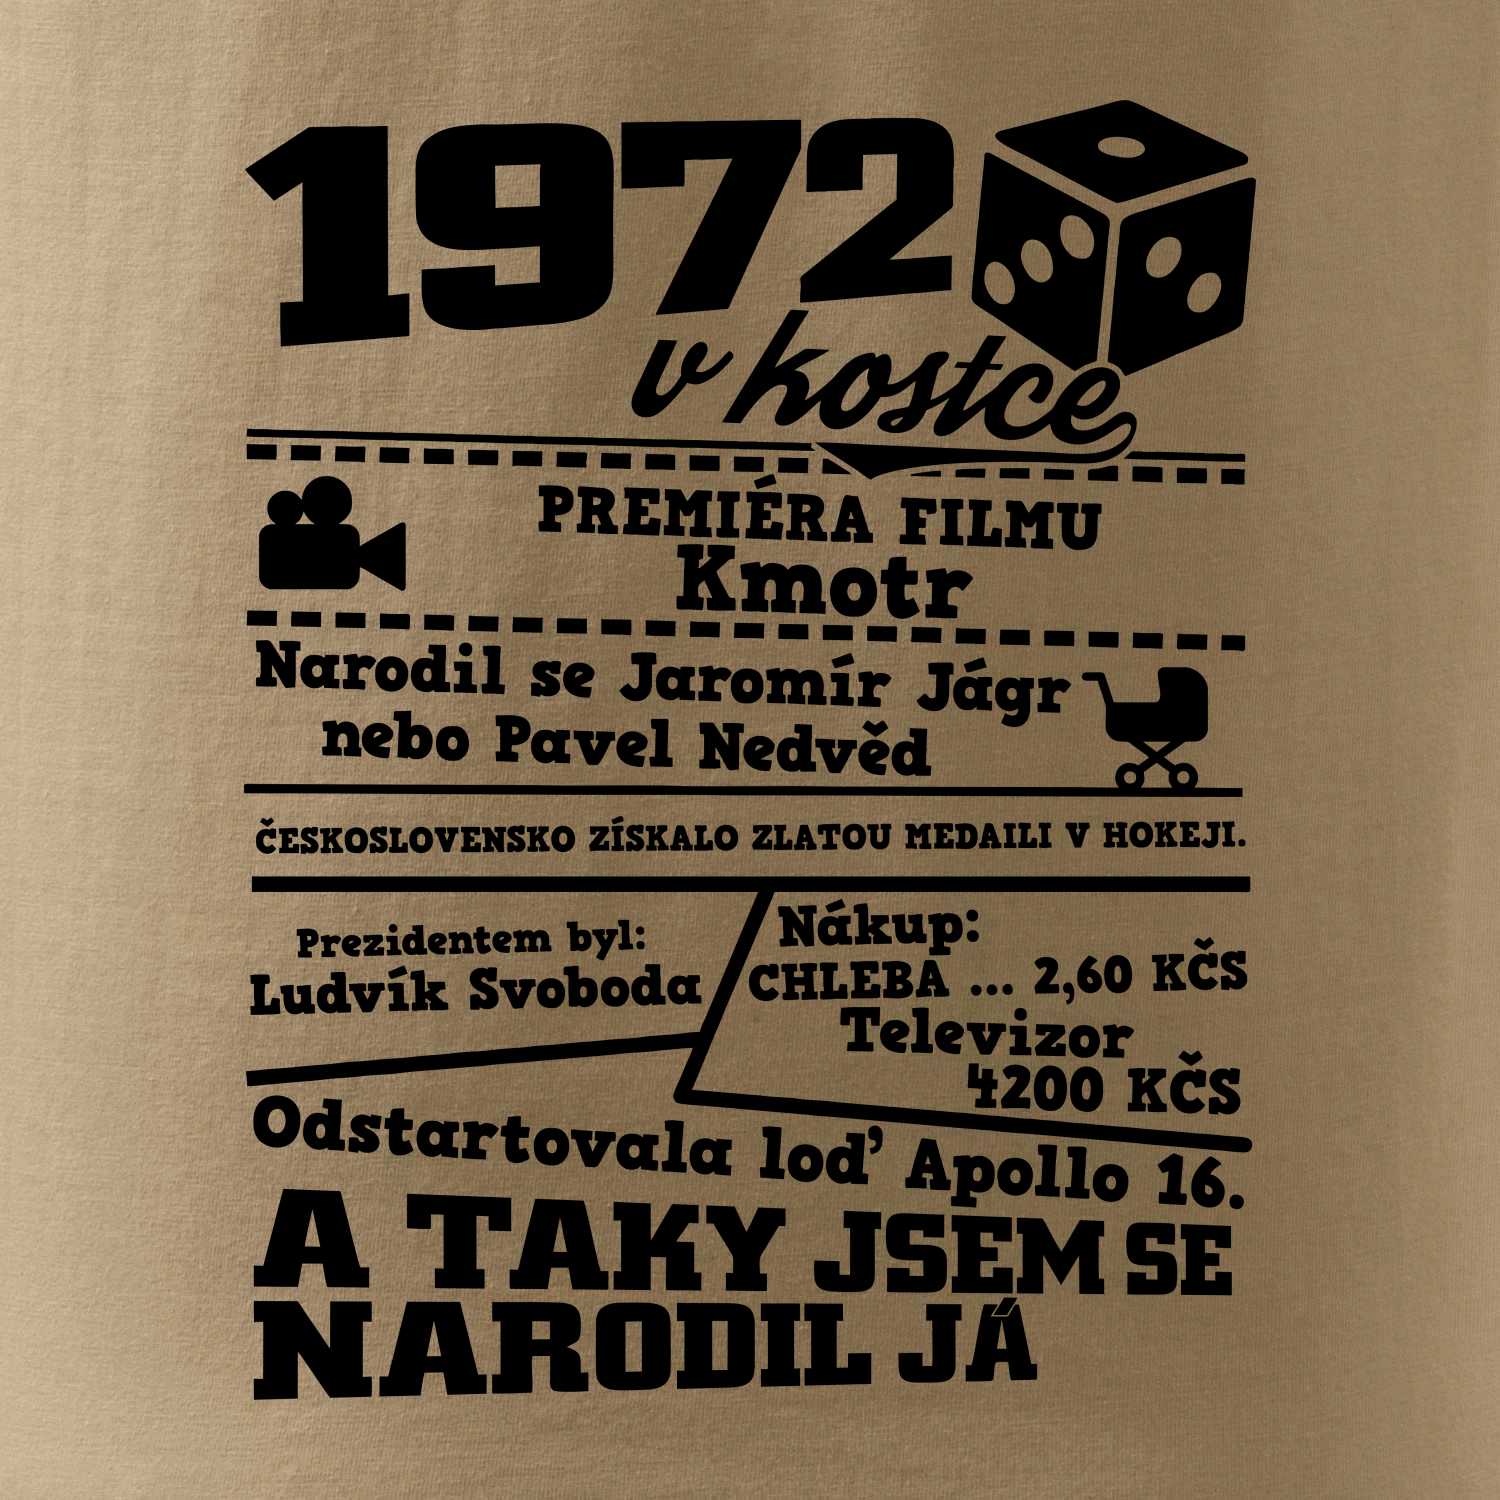 1972
v kostce
PREMIÉRA FILMU
Kmotr
Narodil se Jaromír Jágr
nebo Pavel Nedvěd
ČESKOSLOVENSKO ZÍSKALO ZLATOU MEDAILI V HOKEJI.
Prezidentem byl:
Ludvík Svoboda
Nákup:
CHLEBA ... 2,60 KČS
Televizor
4200 KČS
Odstartovala loď Apollo 16.
A TAKY JSEM SE
NARODIL JÁ